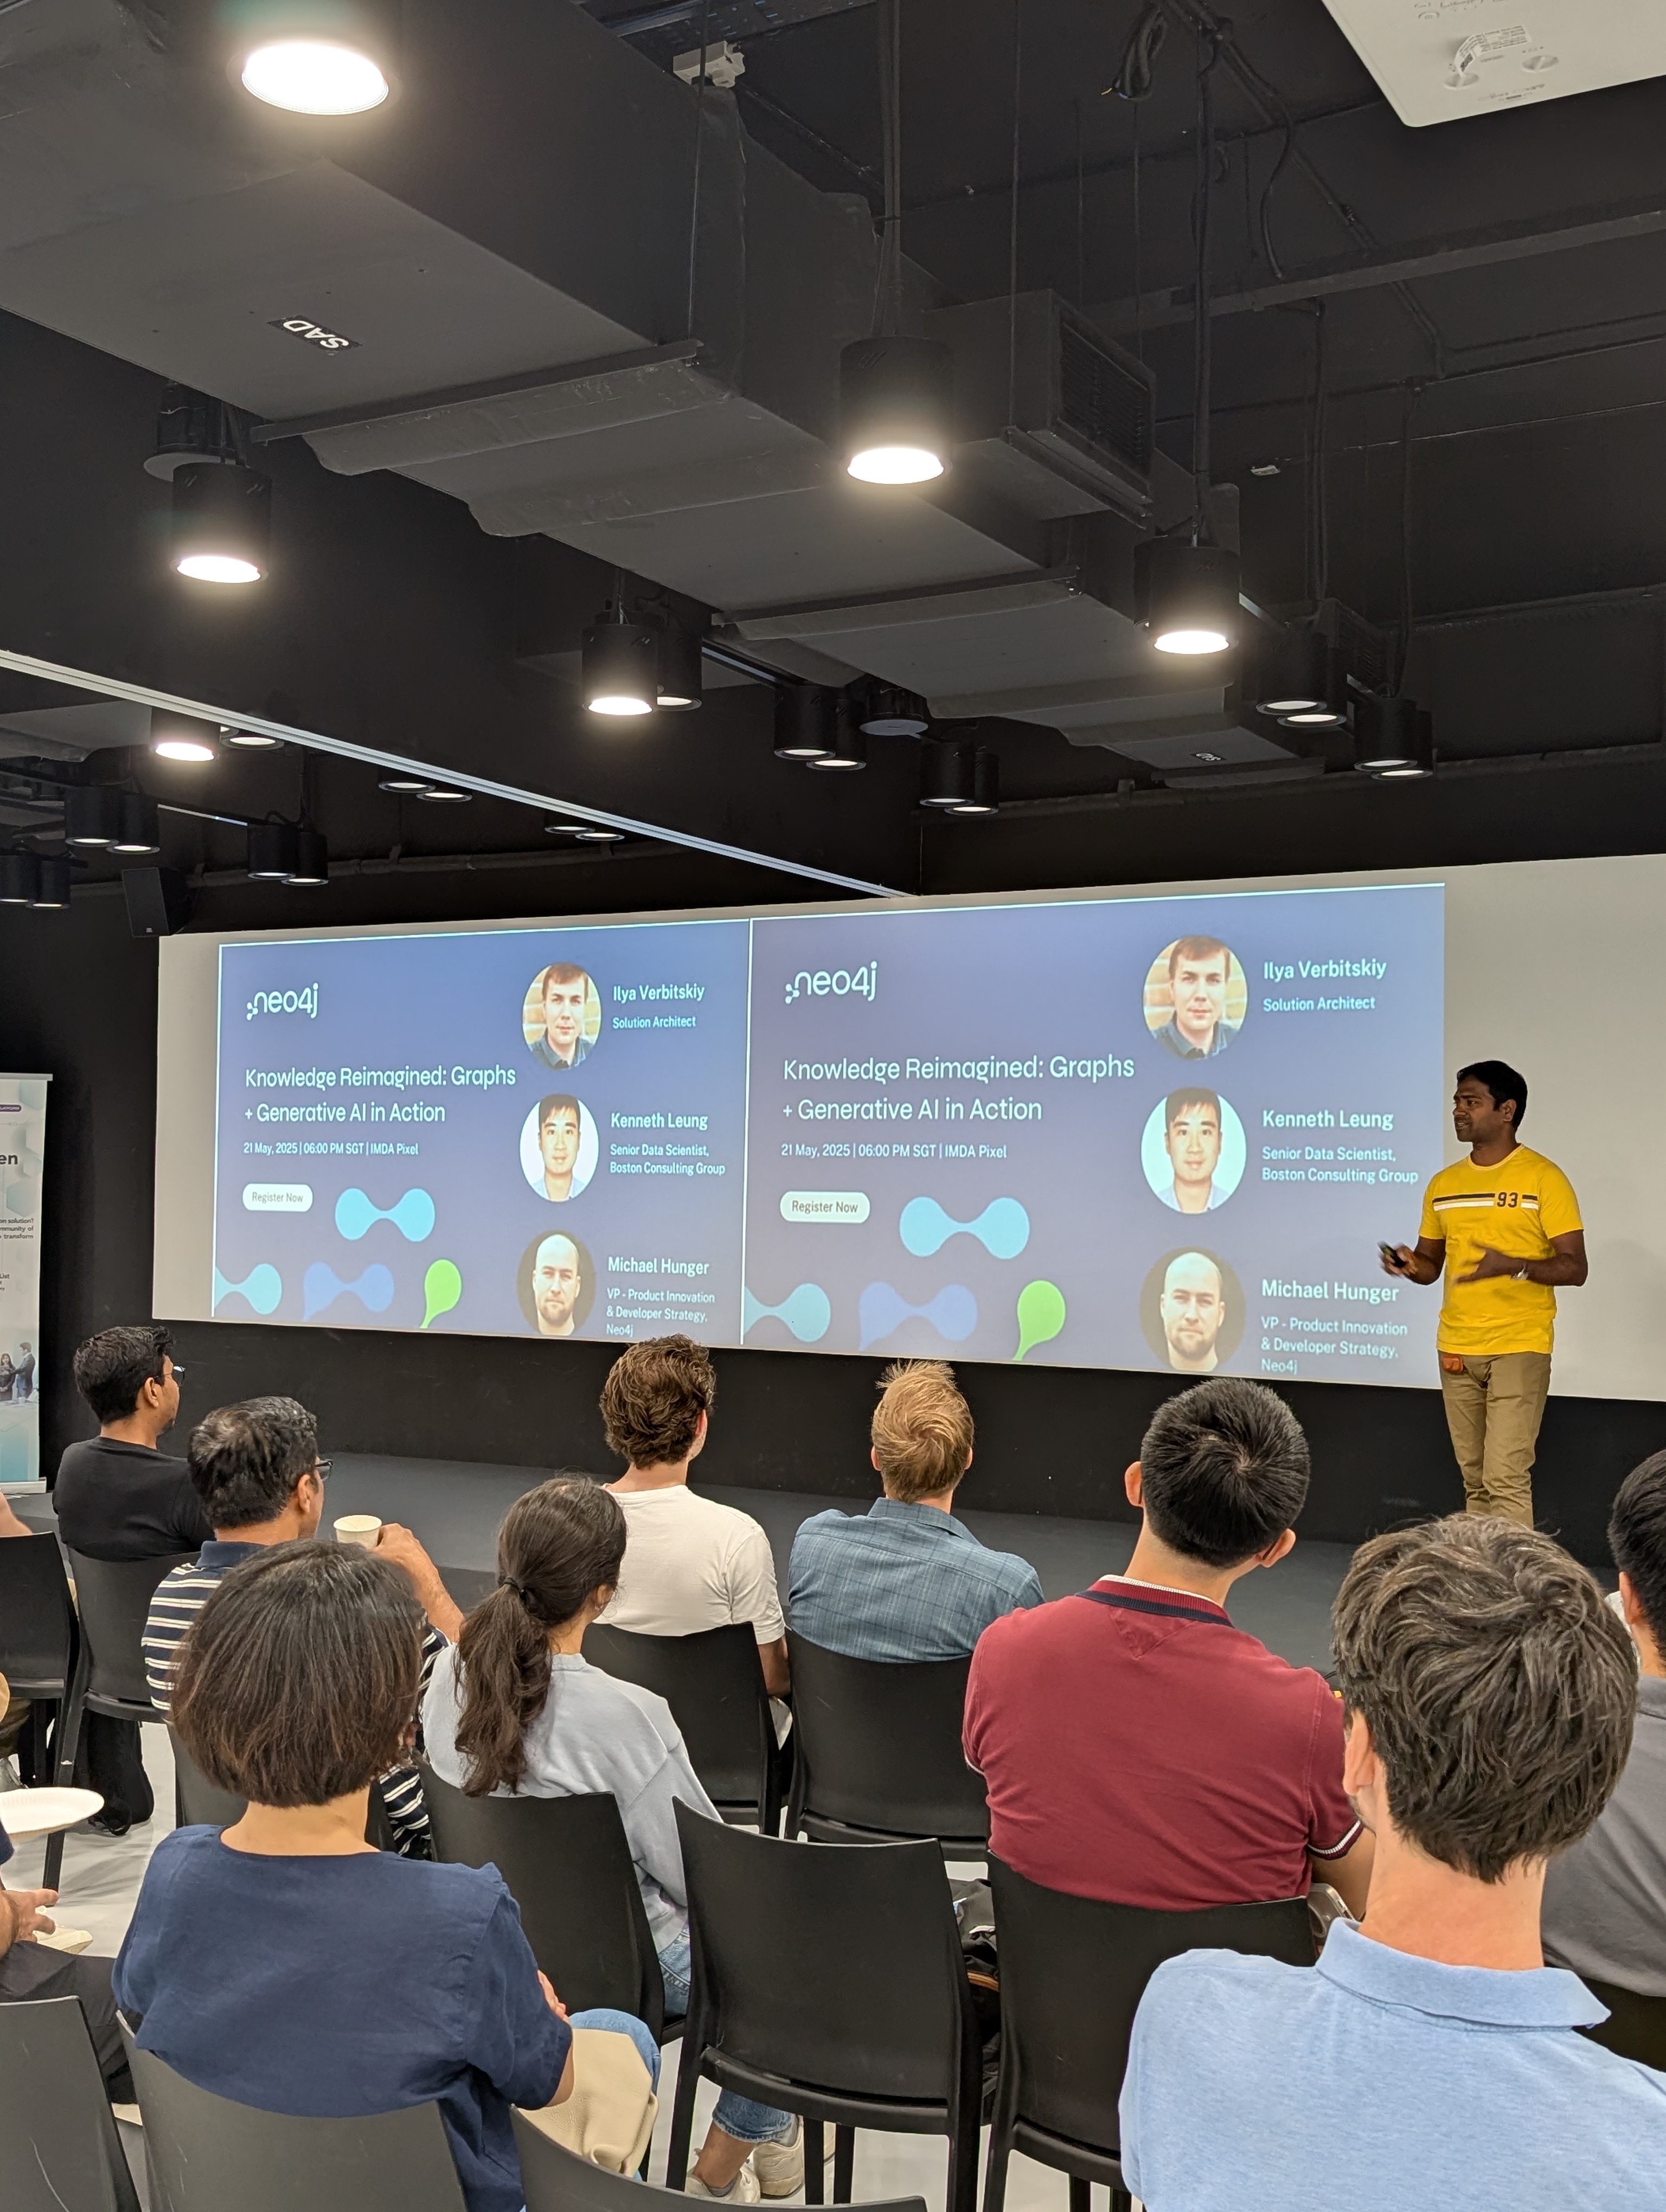 SAD
neo4j
Knowledge Reimagined: Graphs
+ Generative AI in Action
21 May, 2025 | 06:00 PM SGT | IMDA Pixel
Register Now
Ilya Verbitskiy
Solution Architect
Kenneth Leung
Senior Data Scientist,
Boston Consulting Group
Michael Hunger
VP - Product Innovation
& Developer Strategy,
Neo4j
neo4j
Knowledge Reimagined: Graphs
+ Generative AI in Action
21 May, 2025 | 06:00 PM SGT | IMDA Pixel
Register Now
Ilya Verbitskiy
Solution Architect
Kenneth Leung
Senior Data Scientist,
Boston Consulting Group
Michael Hunger
VP - Product Innovation
& Developer Strategy,
Neo4j
93
en
solution?
transform